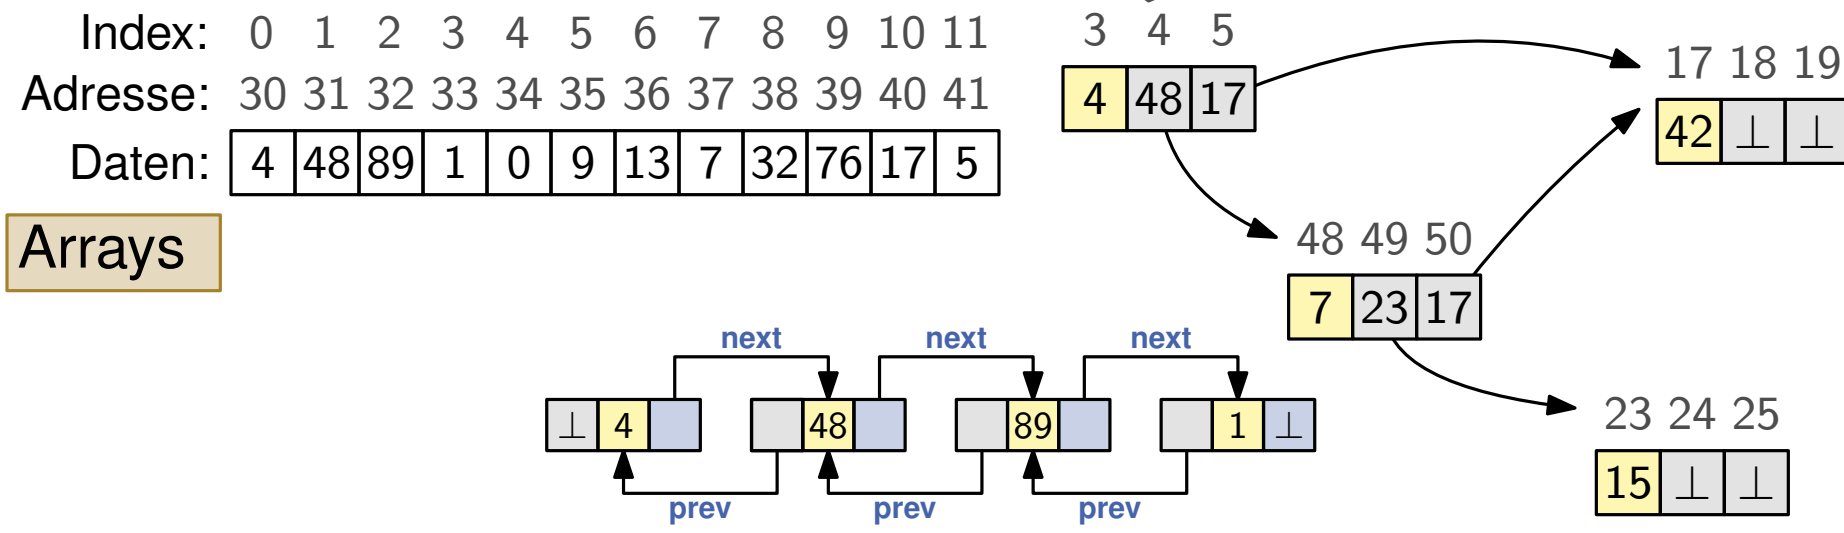 Index: 0 1 2 3 4 5 6 7 8 9 10 11
Adresse: 30 31 32 33 34 35 36 37 38 39 40 41
Daten: 4 48 89 1 0 9 13 7 32 76 17 5
Arrays
3 4 5
4 48 17
17 18 19
42 ⊥ ⊥
48 49 50
7 23 17
23 24 25
15 ⊥ ⊥
next next next
⊥ 4 48 89 1 ⊥
prev prev prev